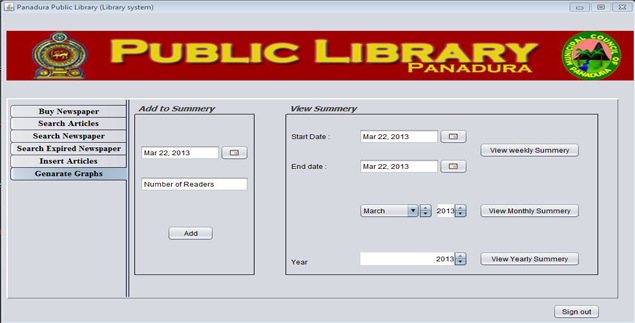 Panadura Public Library (Library system)
PUBLIC LIBRARY
PANADURA
MUNICIPAL COUNCIL OF PANADURA
Buy Newspaper
Search Articles
Search Newspaper
Search Expired Newspaper
Insert Articles
Genarate Graphs
Add to Summery
Mar 22, 2013
Number of Readers
Add
View Summery
Start Date :
Mar 22, 2013
View weekly Summery
End date :
Mar 22, 2013
March
2013
View Monthly Summery
Year
2013
View Yearly Summery
Sign out